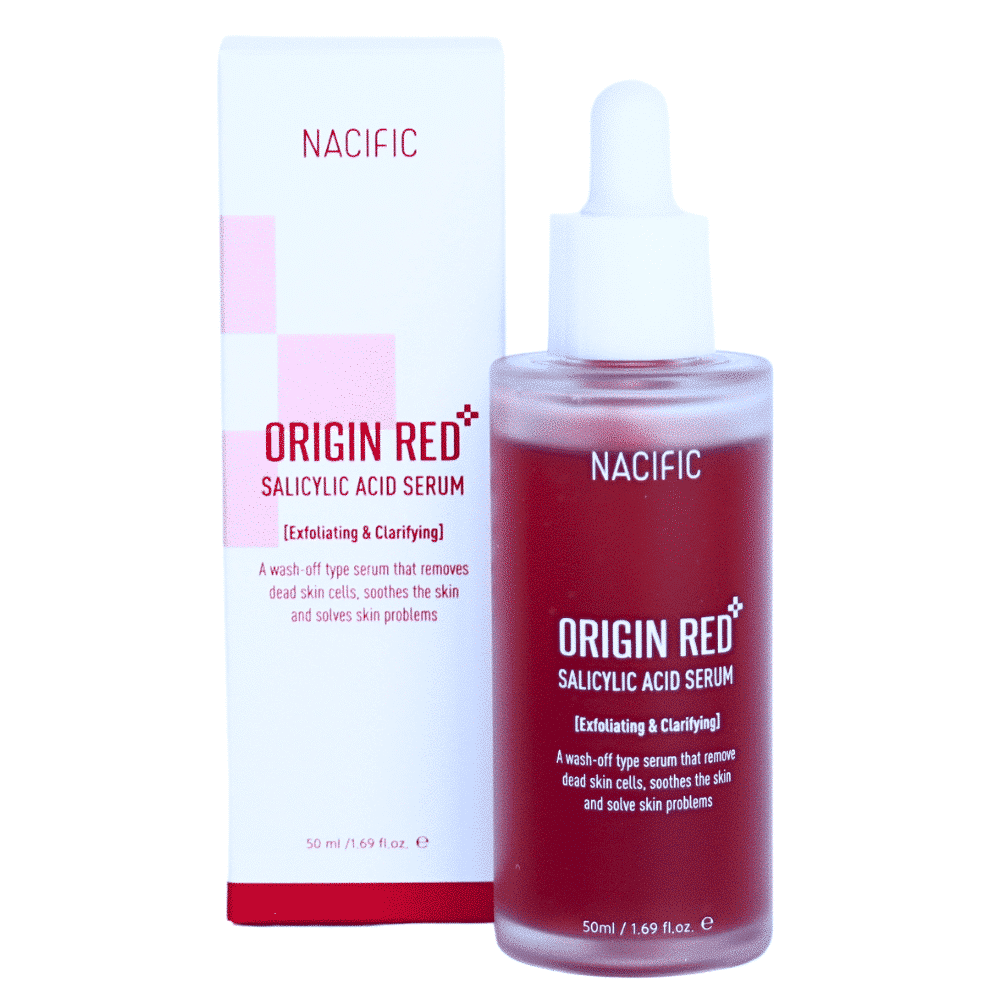 NACIFIC
ORIGIN RED
SALICYLIC ACID SERUM
[Exfoliating & Clarifying]
A wash-off type serum that removes
dead skin cells, soothes the skin
and solves skin problems
50 ml /1.69 fl.oz. ℮
NACIFIC
ORIGIN RED
SALICYLIC ACID SERUM
[Exfoliating & Clarifying]
A wash-off type serum that remove
dead skin cells, soothes the skin
and solve skin problems
50ml / 1.69 fl.oz. ℮